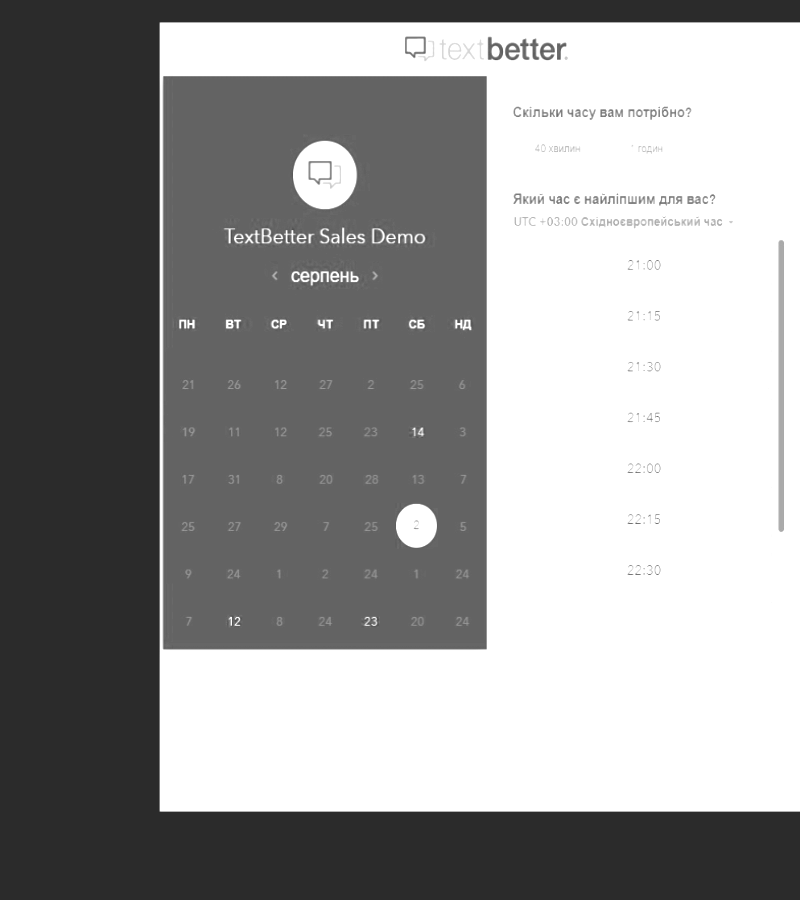 textbetter.
TextBetter Sales Demo
‹ серпень ›
ПН ВТ СР ЧТ ПТ СБ НД
21 26 12 27 2 25 6
19 11 12 25 23 14 3
17 31 8 20 28 13 7
25 27 29 7 25 2 5
9 24 1 2 24 1 24
7 12 8 24 23 20 24
Скільки часу вам потрібно?
40 хвилин 1 годин
Який час є найліпшим для вас?
UTC +03:00 Східноєвропейський час
21:00
21:15
21:30
21:45
22:00
22:15
22:30